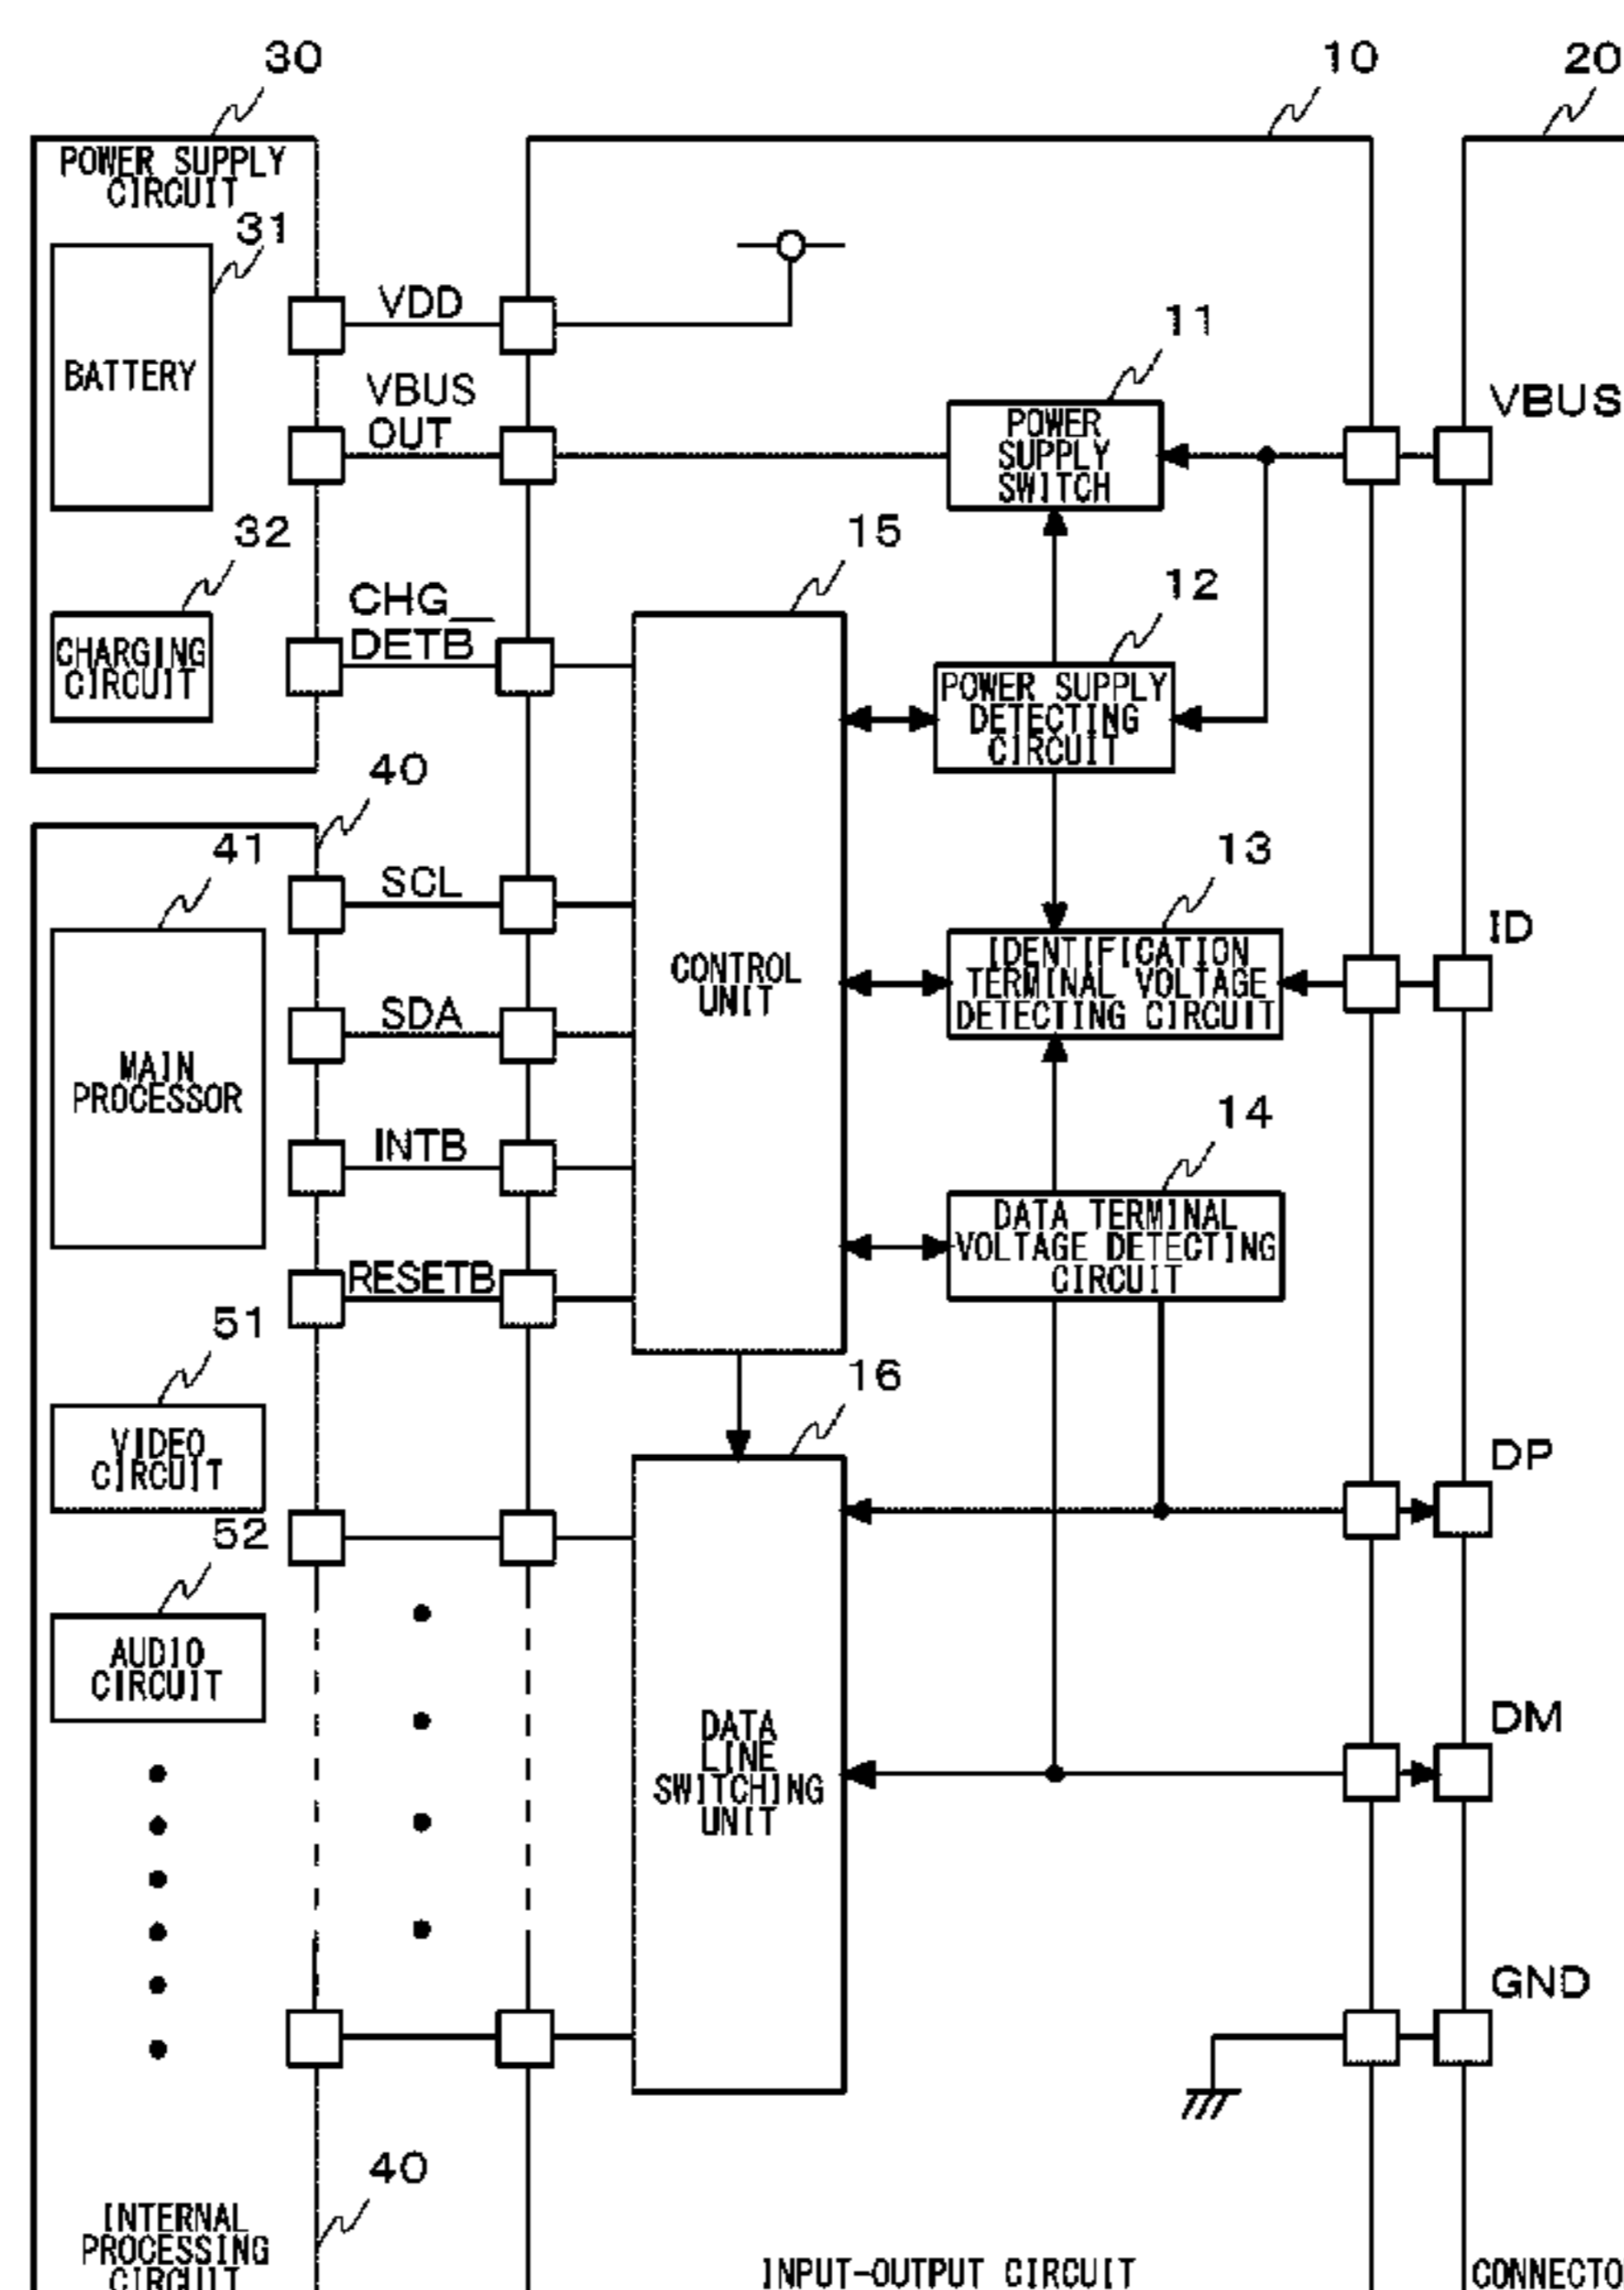 30
10
20
POWER SUPPLY
CIRCUIT
31
BATTERY
VDD
VBUS
OUT
11
POWER
SUPPLY
SWITCH
VBUS
32
CHARGING
CIRCUIT
CHG_
DETB
15
12
POWER SUPPLY
DETECTING
CIRCUIT
40
41
MAIN
PROCESSOR
SCL
SDA
INTB
RESETB
CONTROL
UNIT
13
IDENTIFICATION
TERMINAL VOLTAGE
DETECTING CIRCUIT
ID
14
DATA TERMINAL
VOLTAGE DETECTING
CIRCUIT
51
VIDEO
CIRCUIT
16
DP
52
AUDIO
CIRCUIT
DATA
LINE
SWITCHING
UNIT
DM
GND
40
INTERNAL
PROCESSING
CIRCUIT
INPUT-OUTPUT CIRCUIT
CONNECTO